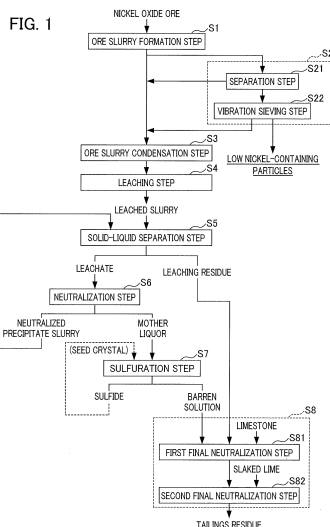 FIG. 1
NICKEL OXIDE ORE
S1
ORE SLURRY FORMATION STEP
S2
S21
SEPARATION STEP
S22
VIBRATION SIEVING STEP
S3
ORE SLURRY CONDENSATION STEP
LOW NICKEL-CONTAINING
PARTICLES
S4
LEACHING STEP
LEACHED SLURRY
S5
SOLID-LIQUID SEPARATION STEP
LEACHATE
LEACHING RESIDUE
S6
NEUTRALIZATION STEP
NEUTRALIZED
PRECIPITATE SLURRY
MOTHER
LIQUOR
(SEED CRYSTAL)
S7
SULFURATION STEP
SULFIDE
BARREN
SOLUTION
S8
LIMESTONE
S81
FIRST FINAL NEUTRALIZATION STEP
SLAKED LIME
S82
SECOND FINAL NEUTRALIZATION STEP
TAILINGS RESIDUE